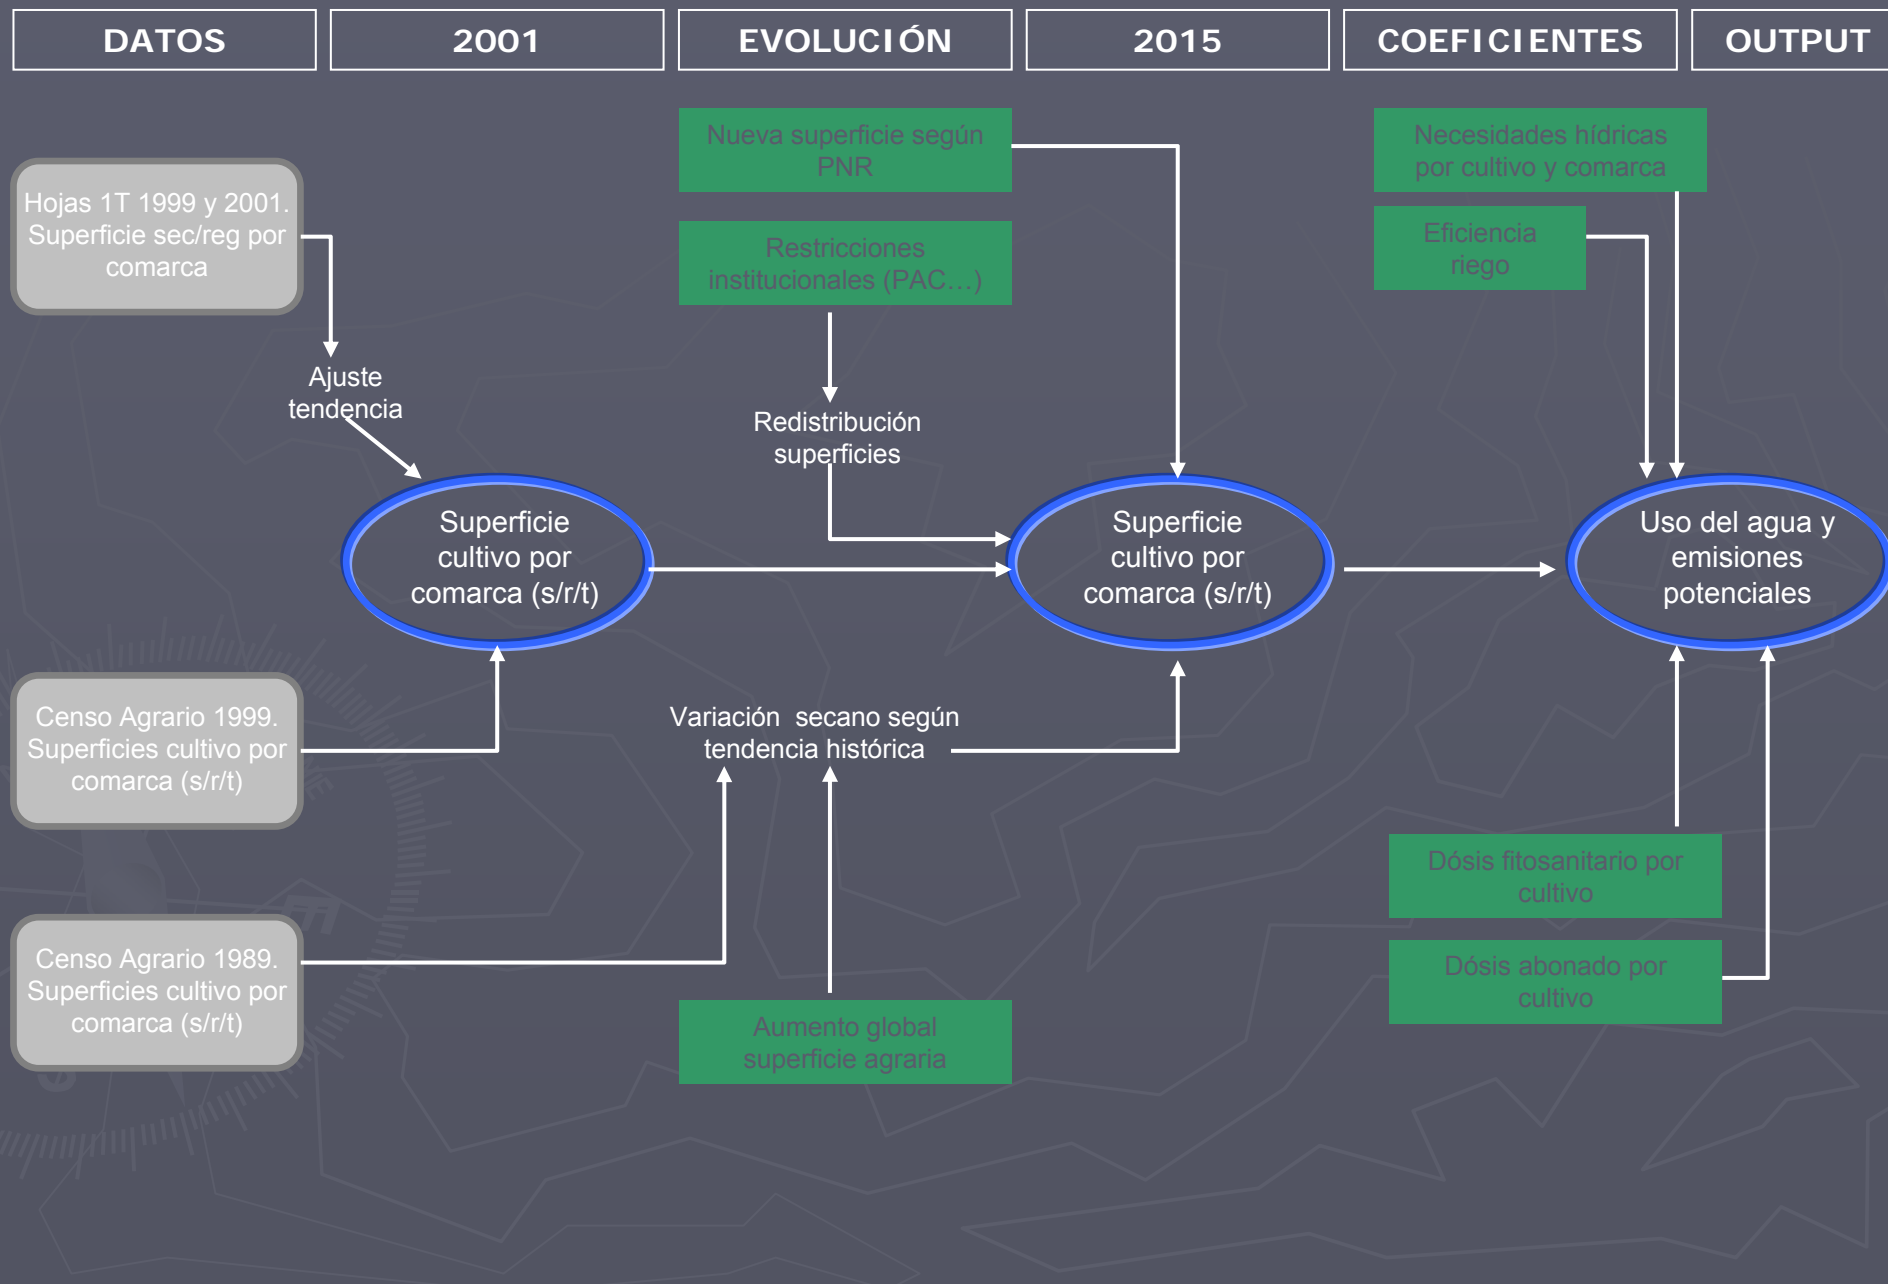 DATOS
2001
EVOLUCIÓN
2015
COEFICIENTES
OUTPUT
Hojas 1T 1999 y 2001.
Superficie sec/reg por
comarca
Ajuste
tendencia
Superficie
cultivo por
comarca (s/r/t)
Censo Agrario 1999.
Superficies cultivo por
comarca (s/r/t)
Censo Agrario 1989.
Superficies cultivo por
comarca (s/r/t)
Nueva superficie según
PNR
Restricciones
institucionales (PAC…)
Redistribución
superficies
Variación  secano según
tendencia histórica
Aumento global
superficie agraria
Superficie
cultivo por
comarca (s/r/t)
Necesidades hídricas
por cultivo y comarca
Eficiencia
riego
Uso del agua y
emisiones
potenciales
Dósis fitosanitario por
cultivo
Dósis abonado por
cultivo
E
S